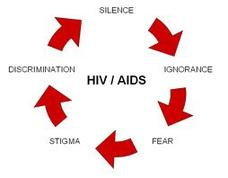 SILENCE
DISCRIMINATION
IGNORANCE
HIV / AIDS
STIGMA
FEAR